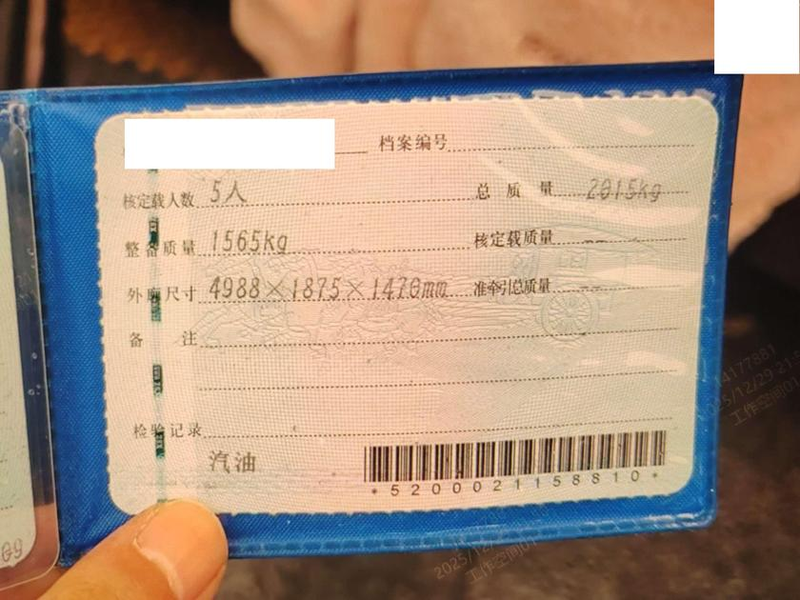 档案编号
核定载人数 5人 总质量 2015kg
整备质量 1565kg 核定载质量 --
外廓尺寸 4988×1875×1470mm 准牵引总质量 --
备注
检验记录
汽油
*5200021158810*